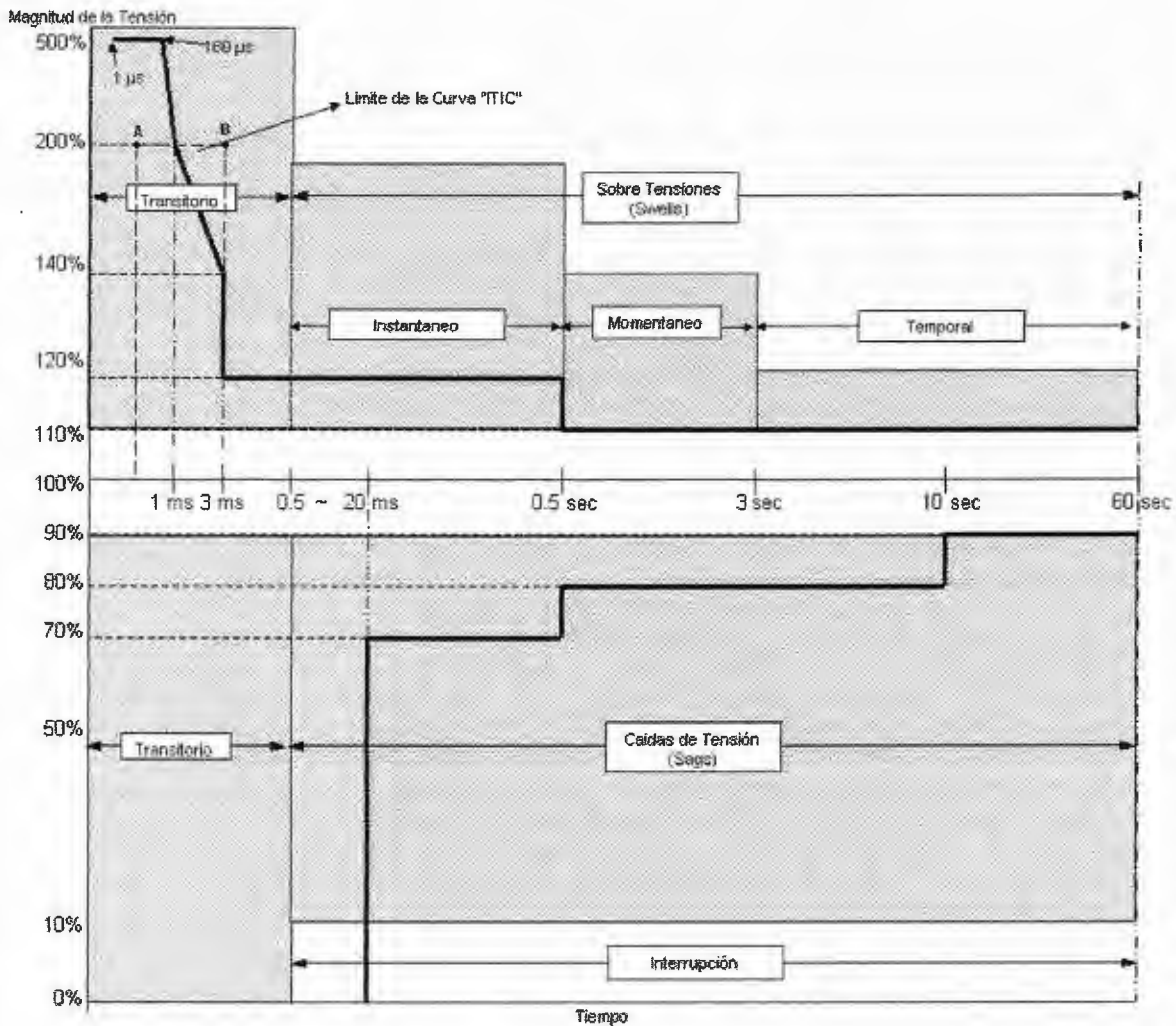 Magnitud de la Tensión
500%
168 µs
1 µs
Limite de la Curva "ITIC"
A
B
200%
Transitorio
Sobre Tensiones
(Swells)
140%
Instantaneo
Momentaneo
Temporal
120%
110%
100%
1 ms 3 ms 0.5 ~ 20 ms 0.5 sec 3 sec 10 sec 60 sec
90%
80%
70%
50%
Transitorio
Caídas de Tensión
(Sags)
10%
Interrupción
0%
Tiempo